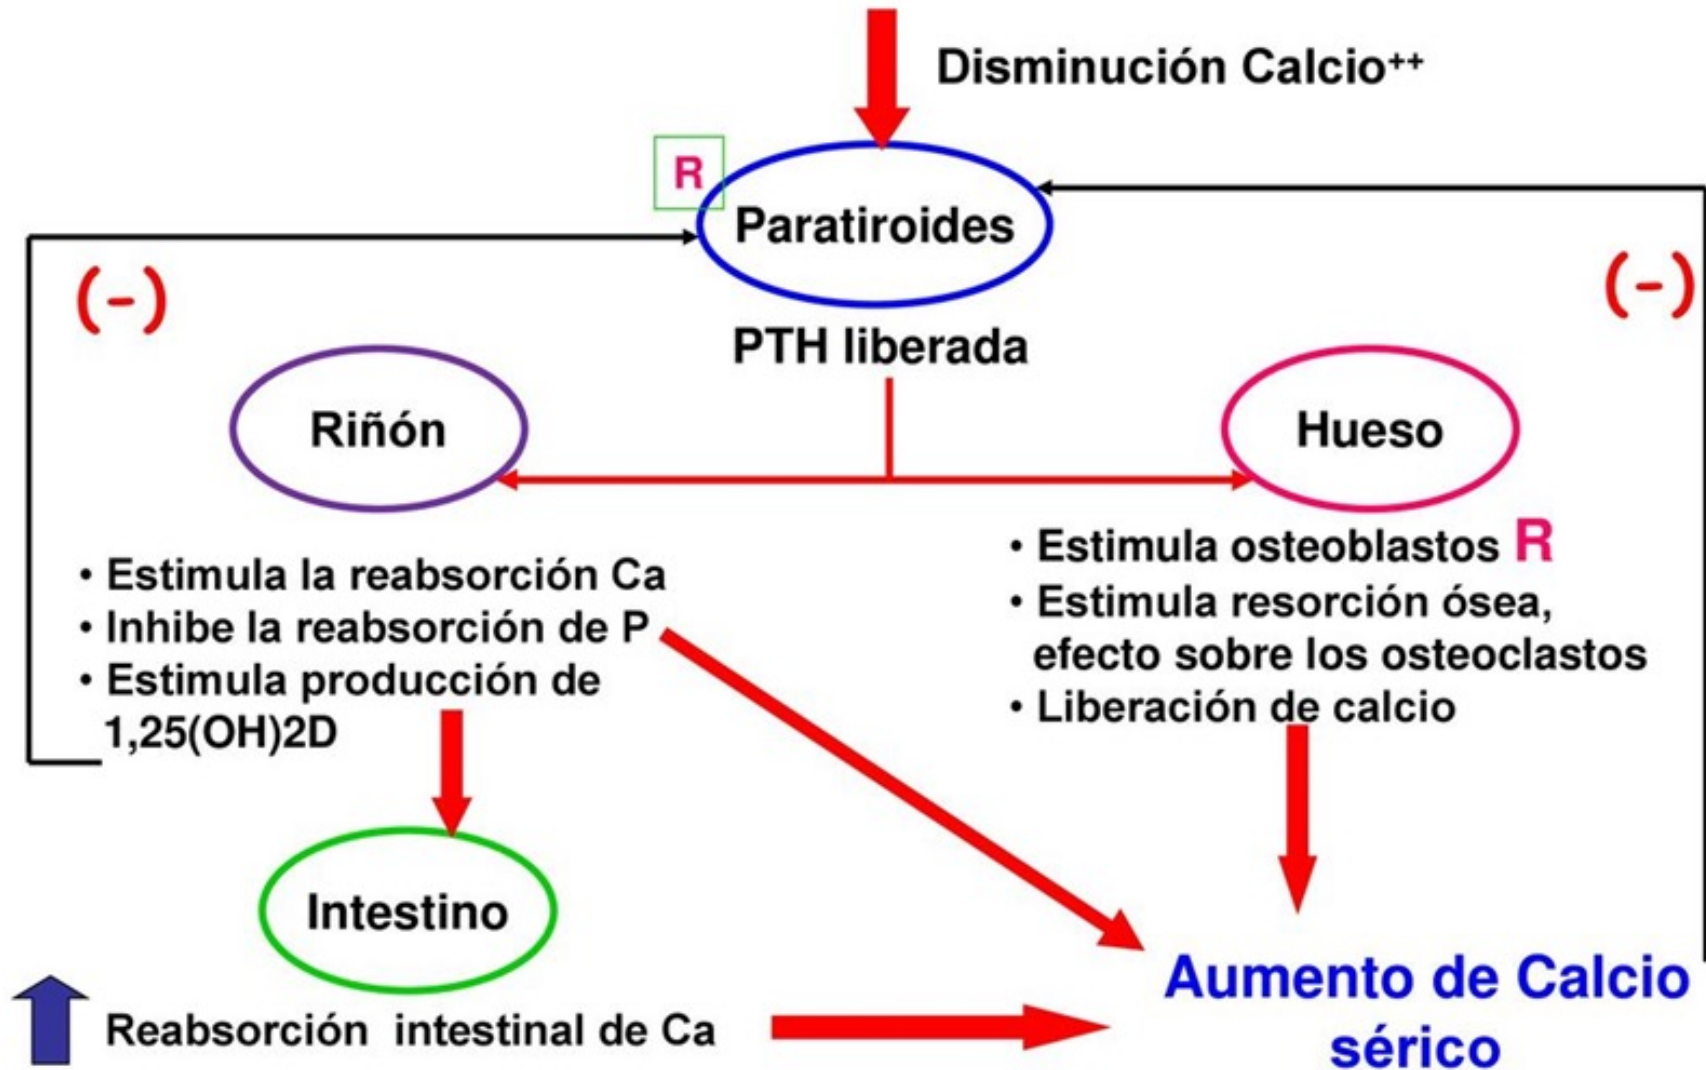 Disminución Calcio⁺⁺
R
Paratiroides
(-)
(-)
PTH liberada
Riñón
Hueso
• Estimula la reabsorción Ca
• Inhibe la reabsorción de P
• Estimula producción de
1,25(OH)2D
• Estimula osteoblastos R
• Estimula resorción ósea,
efecto sobre los osteoclastos
• Liberación de calcio
Intestino
Reabsorción intestinal de Ca
Aumento de Calcio
sérico